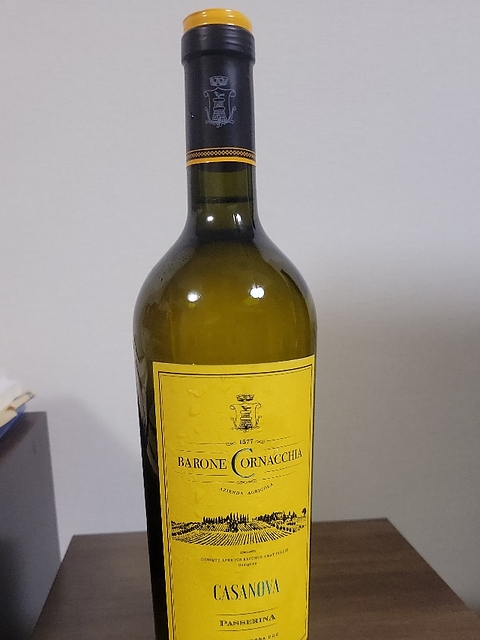 1577
BARONE CORNACCHIA
AZIENDA AGRICOLA
CASANOVA
PASSERINA